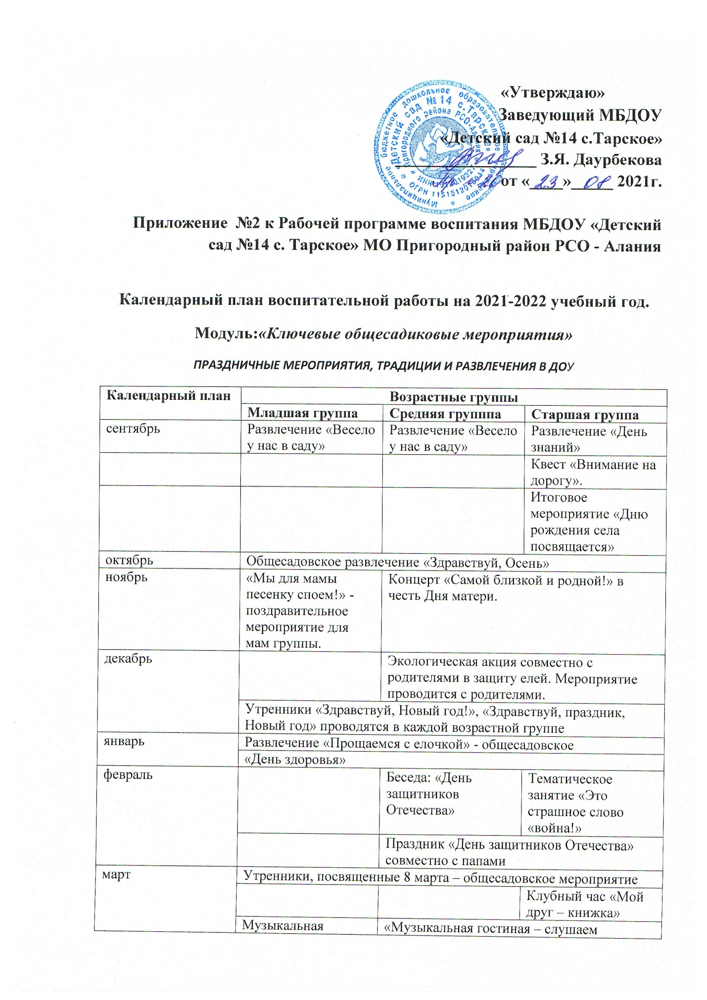 «Утверждаю»
Заведующий МБДОУ
«Детский сад №14 с.Тарское»
З.Я. Даурбекова
от «23» 08 2021г.
Муниципальное бюджетное дошкольное образовательное учреждение
«Детский сад № 14 с. Тарское»
Пригородного района РСО-Алания
Приложение №2 к Рабочей программе воспитания МБДОУ «Детский
сад №14 с. Тарское» МО Пригородный район РСО - Алания
Календарный план воспитательной работы на 2021-2022 учебный год.
Модуль:«Ключевые общесадиковые мероприятия»
ПРАЗДНИЧНЫЕ МЕРОПРИЯТИЯ, ТРАДИЦИИ И РАЗВЛЕЧЕНИЯ В ДОУ
Календарный план
Возрастные группы
Младшая группа
Средняя групппа
Старшая группа
сентябрь
Развлечение «Весело
у нас в саду»
Развлечение «Весело
у нас в саду»
Развлечение «День
знаний»
Квест «Внимание на
дорогу».
Итоговое
мероприятие «Дню
рождения села
посвящается»
октябрь
Общесадовское развлечение «Здравствуй, Осень»
ноябрь
«Мы для мамы
песенку споем!» -
поздравительное
мероприятие для
мам группы.
Концерт «Самой близкой и родной!» в
честь Дня матери.
декабрь
Экологическая акция совместно с
родителями в защиту елей. Мероприятие
проводится с родителями.
Утренники «Здравствуй, Новый год!», «Здравствуй, праздник,
Новый год» проводятся в каждой возрастной группе
январь
Развлечение «Прощаемся с елочкой» - общесадовское
«День здоровья»
февраль
Беседа: «День
защитников
Отечества»
Тематическое
занятие «Это
страшное слово
«война!»
Праздник «День защитников Отечества»
совместно с папами
март
Утренники, посвященные 8 марта – общесадовское мероприятие
Клубный час «Мой
друг – книжка»
Музыкальная
«Музыкальная гостиная – слушаем